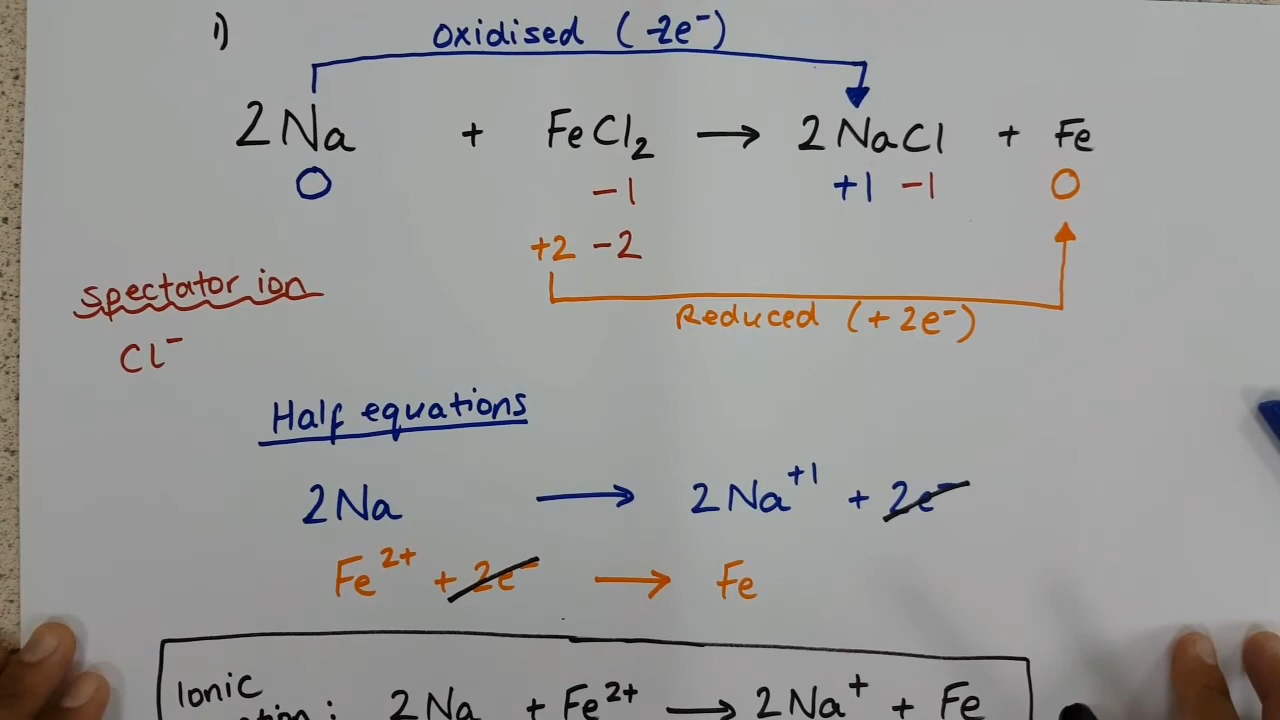 1) Oxidised (-2e⁻)
2Na + FeCl₂ → 2NaCl + Fe
0 -1 +1 -1 0
+2 -2
Spectator ion
Reduced (+2e⁻)
Cl⁻
Half equations
2Na → 2Na⁺¹ + 2e⁻
Fe²⁺ + 2e⁻ → Fe
Ionic
2Na + Fe²⁺ → 2Na⁺ + Fe